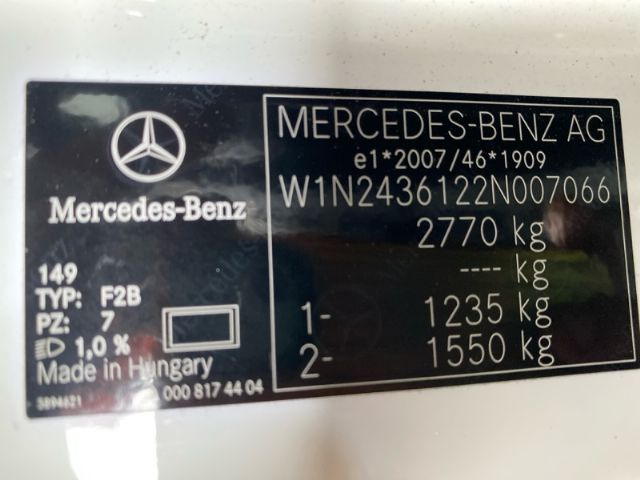 Mercedes-Benz
149
TYP: F2B
PZ: 7
1,0 %
Made in Hungary
000 817 44 04
5894621
MERCEDES-BENZ AG
e1*2007/46*1909
W1N2436122N007066
2770 kg
---- kg
1- 1235 kg
2- 1550 kg